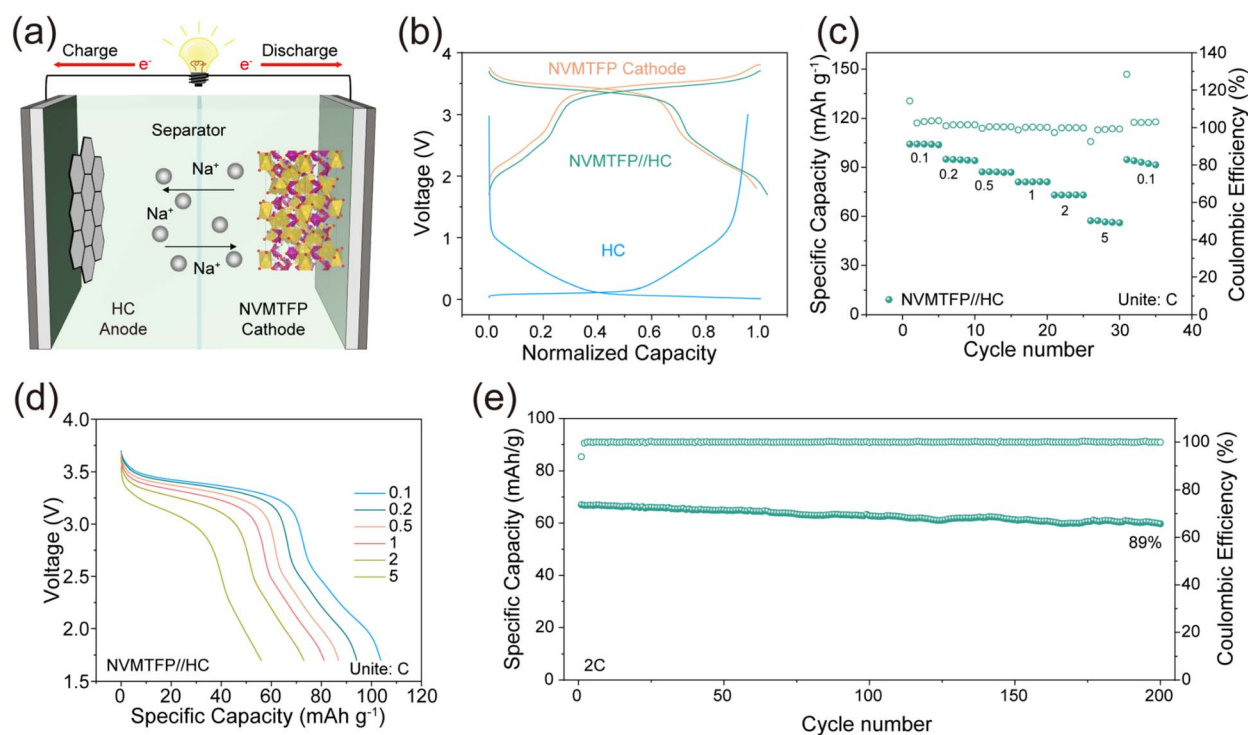 (a)
Charge
e-
e-
Discharge
Separator
Na+
Na+
Na+
HC
Anode
NVMTFP
Cathode
(b)
Voltage (V)
4
3
2
1
0
NVMTFP Cathode
NVMTFP//HC
HC
0.0 0.2 0.4 0.6 0.8 1.0
Normalized Capacity
(c)
Specific Capacity (mAh g-1)
150
120
90
60
30
0
0.1
0.2
0.5
1
2
5
0.1
NVMTFP//HC
Unite: C
0 10 20 30 40
Cycle number
140
120
100
80
60
40
20
0
Coulombic Efficiency (%)
(d)
Voltage (V)
4.0
3.5
3.0
2.5
2.0
1.5
0.1
0.2
0.5
1
2
5
NVMTFP//HC
Unite: C
0 20 40 60 80 100 120
Specific Capacity (mAh g-1)
(e)
Specific Capacity (mAh/g)
100
80
60
40
20
0
89%
2C
0 50 100 150 200
Cycle number
100
80
60
40
20
0
Coulombic Efficiency (%)